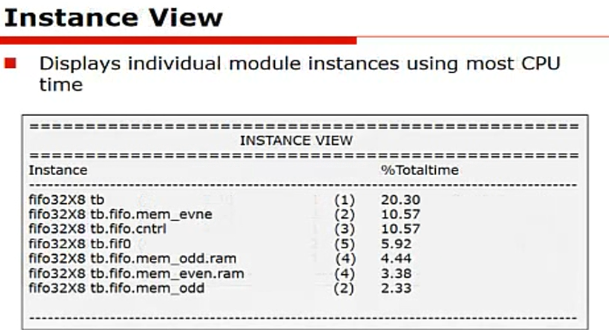 Instance View
Displays individual module instances using most CPU
time
=================================================
INSTANCE VIEW
=================================================
Instance %Totaltime
---------------------------------------------------------------------------
fifo32X8 tb (1) 20.30
fifo32X8 tb.fifo.mem_evne (2) 10.57
fifo32X8 tb.fifo.cntrl (3) 10.57
fifo32X8 tb.fif0 (5) 5.92
fifo32X8 tb.fifo.mem_odd.ram (4) 4.44
fifo32X8 tb.fifo.mem_even.ram (4) 3.38
fifo32X8 tb.fifo.mem_odd (2) 2.33
---------------------------------------------------------------------------